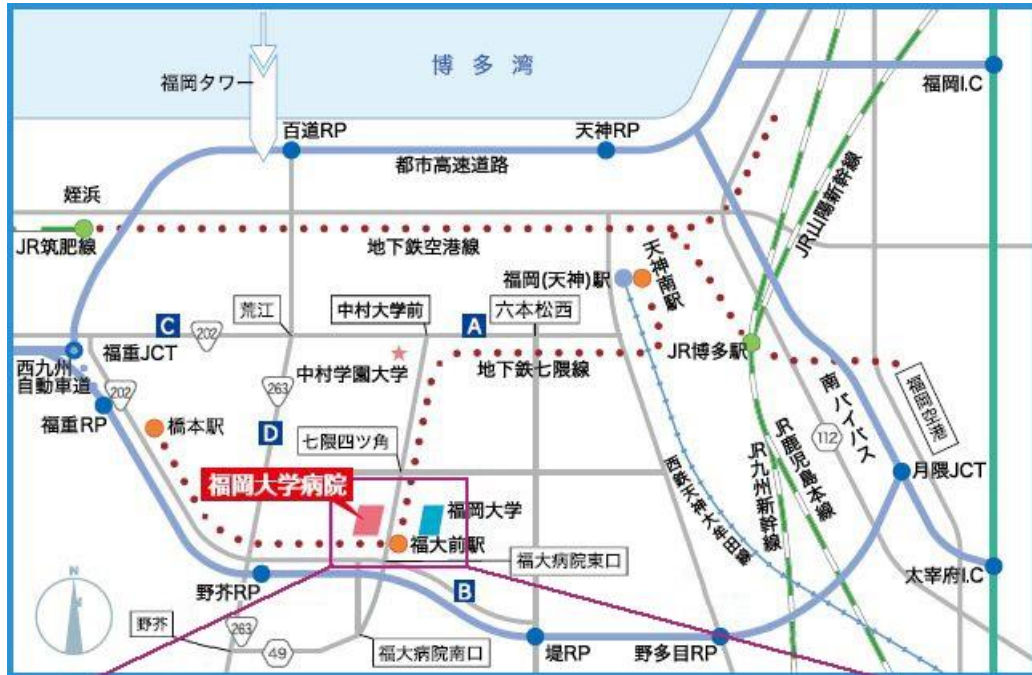 博多湾
福岡タワー
福岡I.C
百道RP
天神RP
都市高速道路
姪浜
JR筑肥線
地下鉄空港線
JR山陽新幹線
福岡(天神)駅
天神南駅
荒江
中村大学前
六本松西
C
202
A
福重JCT
JR博多駅
西九州
自動車道
中村学園大学
地下鉄七隈線
263
202
福重RP
橋本駅
D
七隈四ツ角
南バイパス
福岡空港
112
JR鹿児島本線
JR九州新幹線
西鉄天神大牟田線
月隈JCT
福岡大学病院
福岡大学
福大前駅
福大病院東口
野芥RP
B
太宰府I.C
N
野芥
263
49
福大病院南口
堤RP
野多目RP